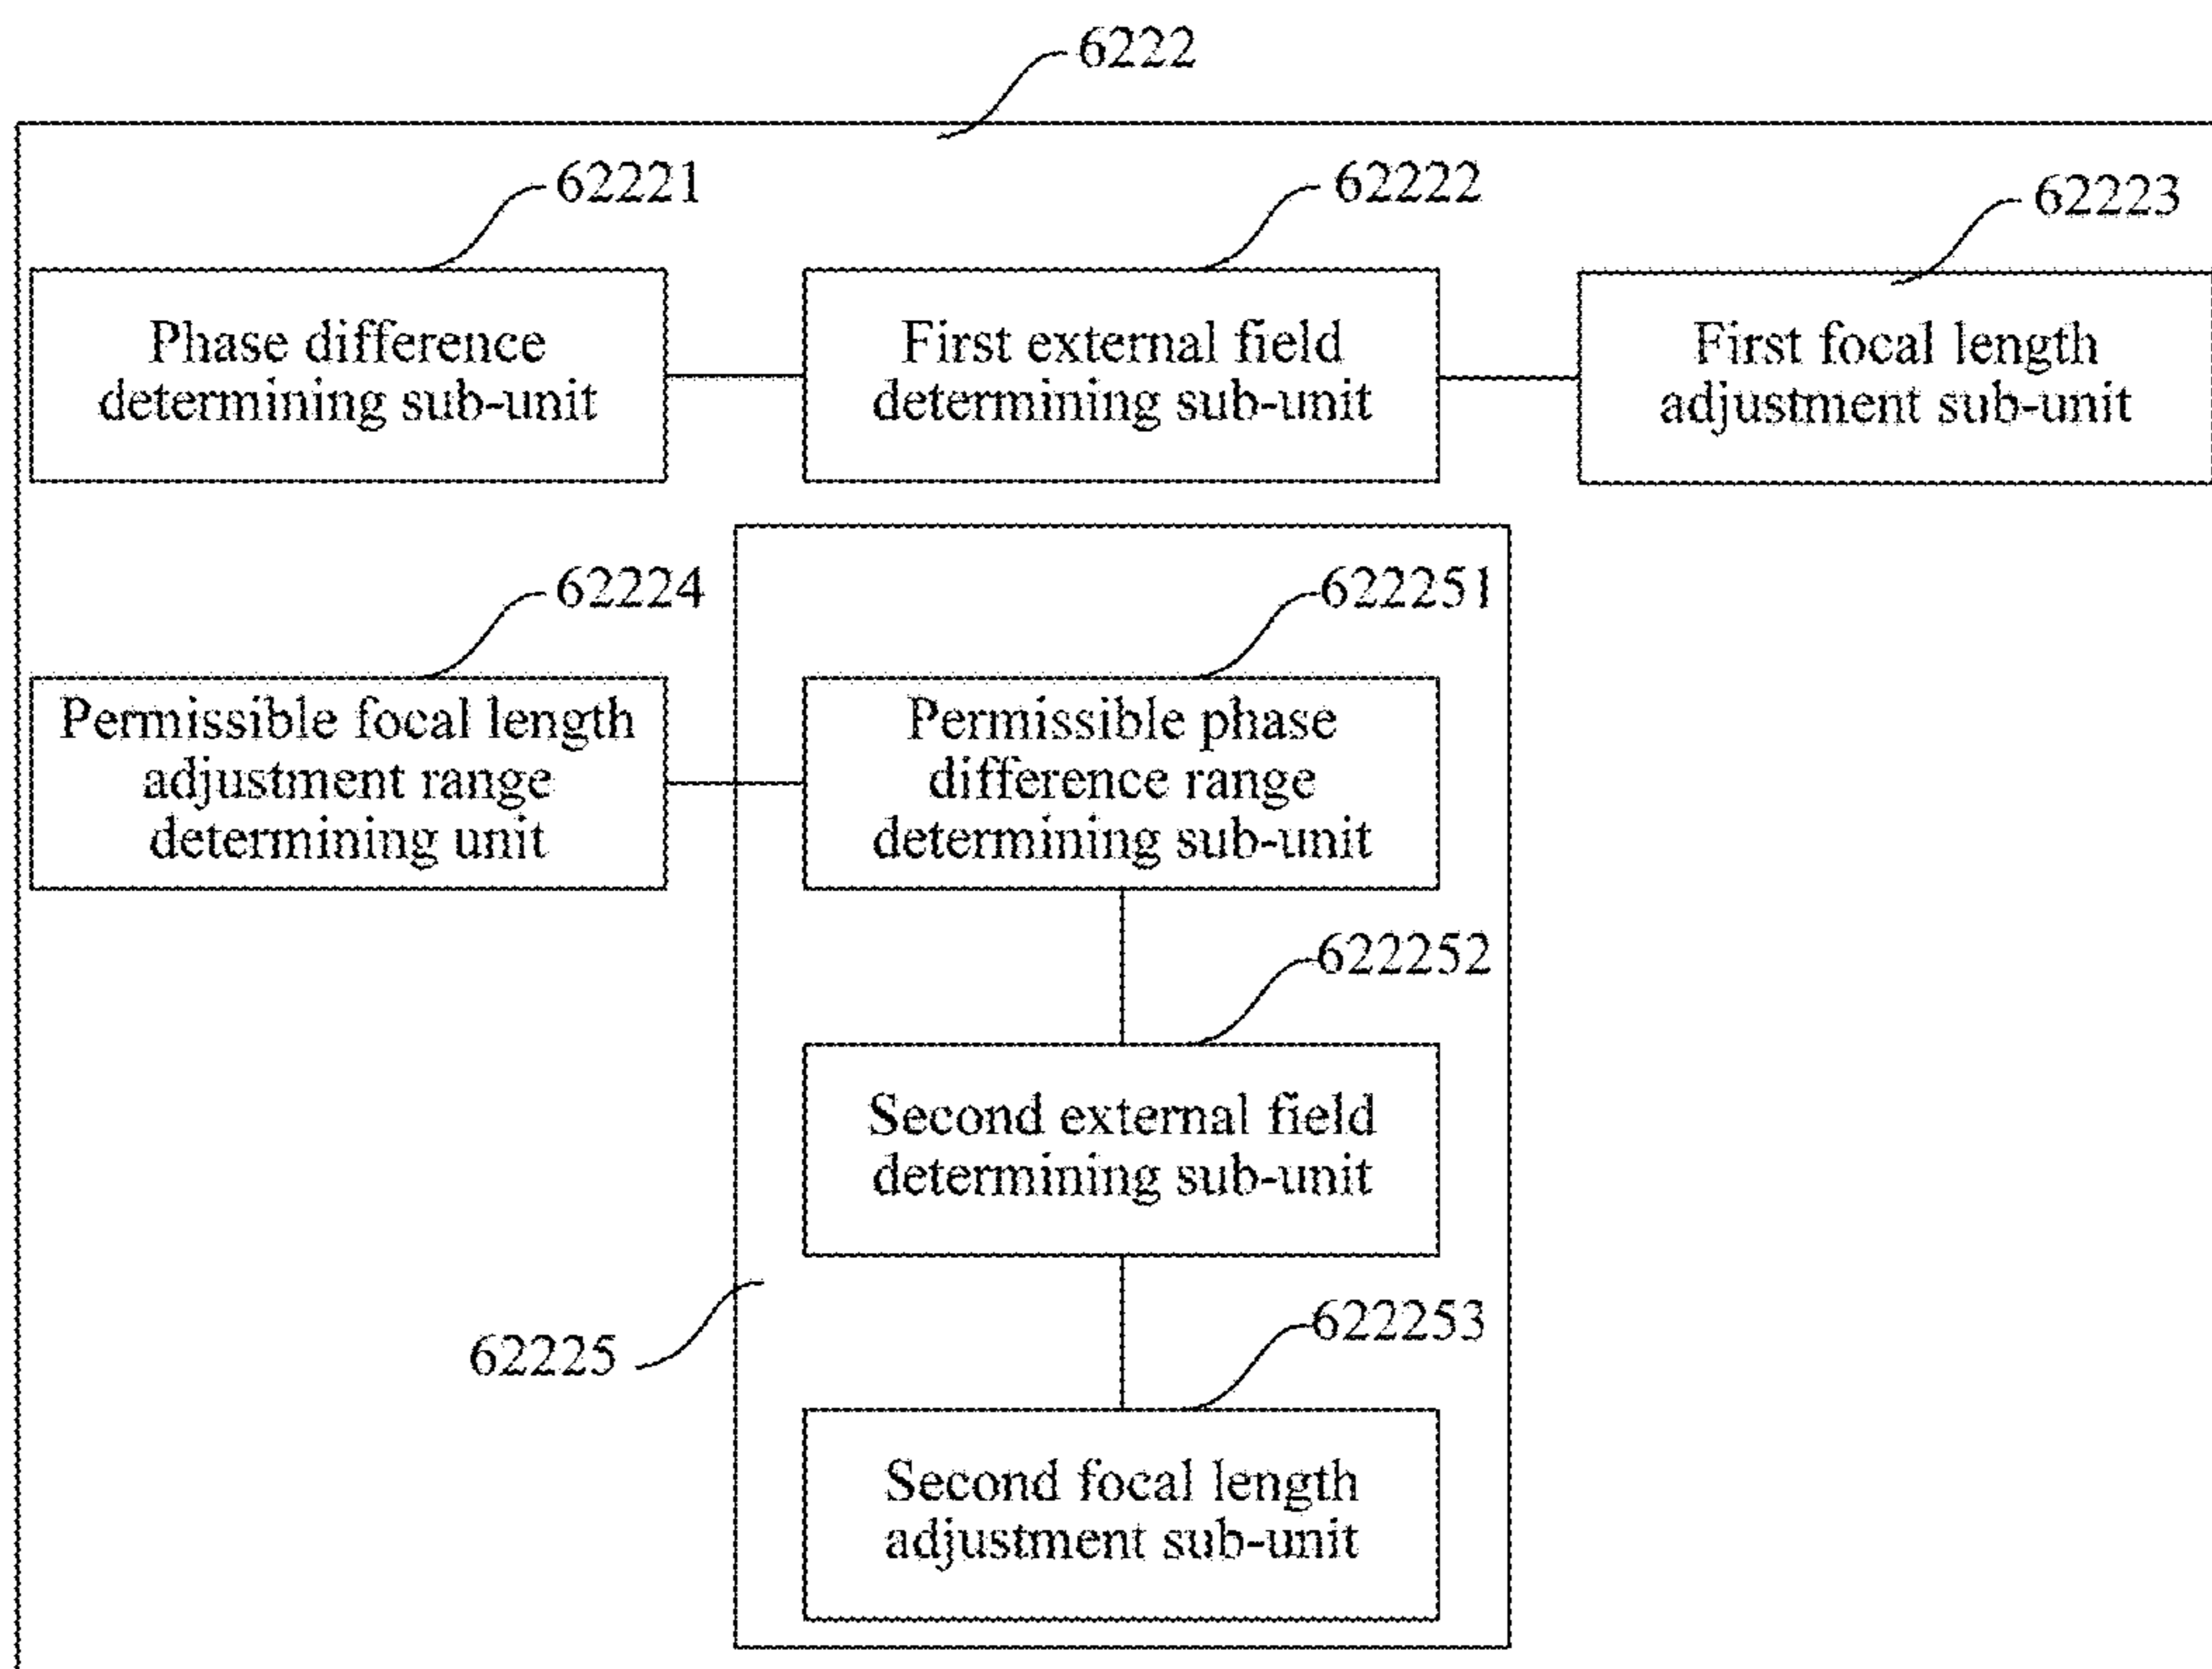 6222
62221
62222
62223
Phase difference
determining sub-unit
First external field
determining sub-unit
First focal length
adjustment sub-unit
62224
622251
Permissible focal length
adjustment range
determining unit
Permissible phase
difference range
determining sub-unit
622252
Second external field
determining sub-unit
62225
622253
Second focal length
adjustment sub-unit